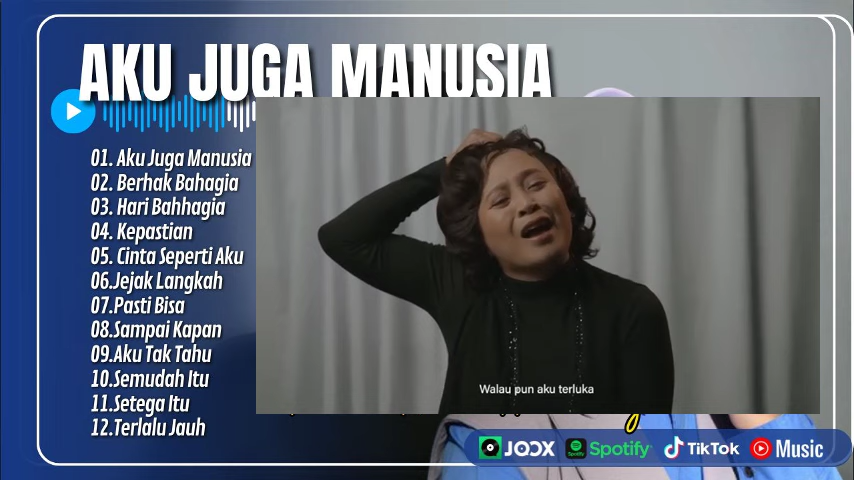 AKU JUGA MANUSIA
01. Aku Juga Manusia
02. Berhak Bahagia
03. Hari Bahhagia
04. Kepastian
05. Cinta Seperti Aku
06.Jejak Langkah
07.Pasti Bisa
08.Sampai Kapan
09.Aku Tak Tahu
10.Semudah Itu
11.Setega Itu
12.Terlalu Jauh
Walau pun aku terluka
JOOX Spotify Spotify TikTok Music